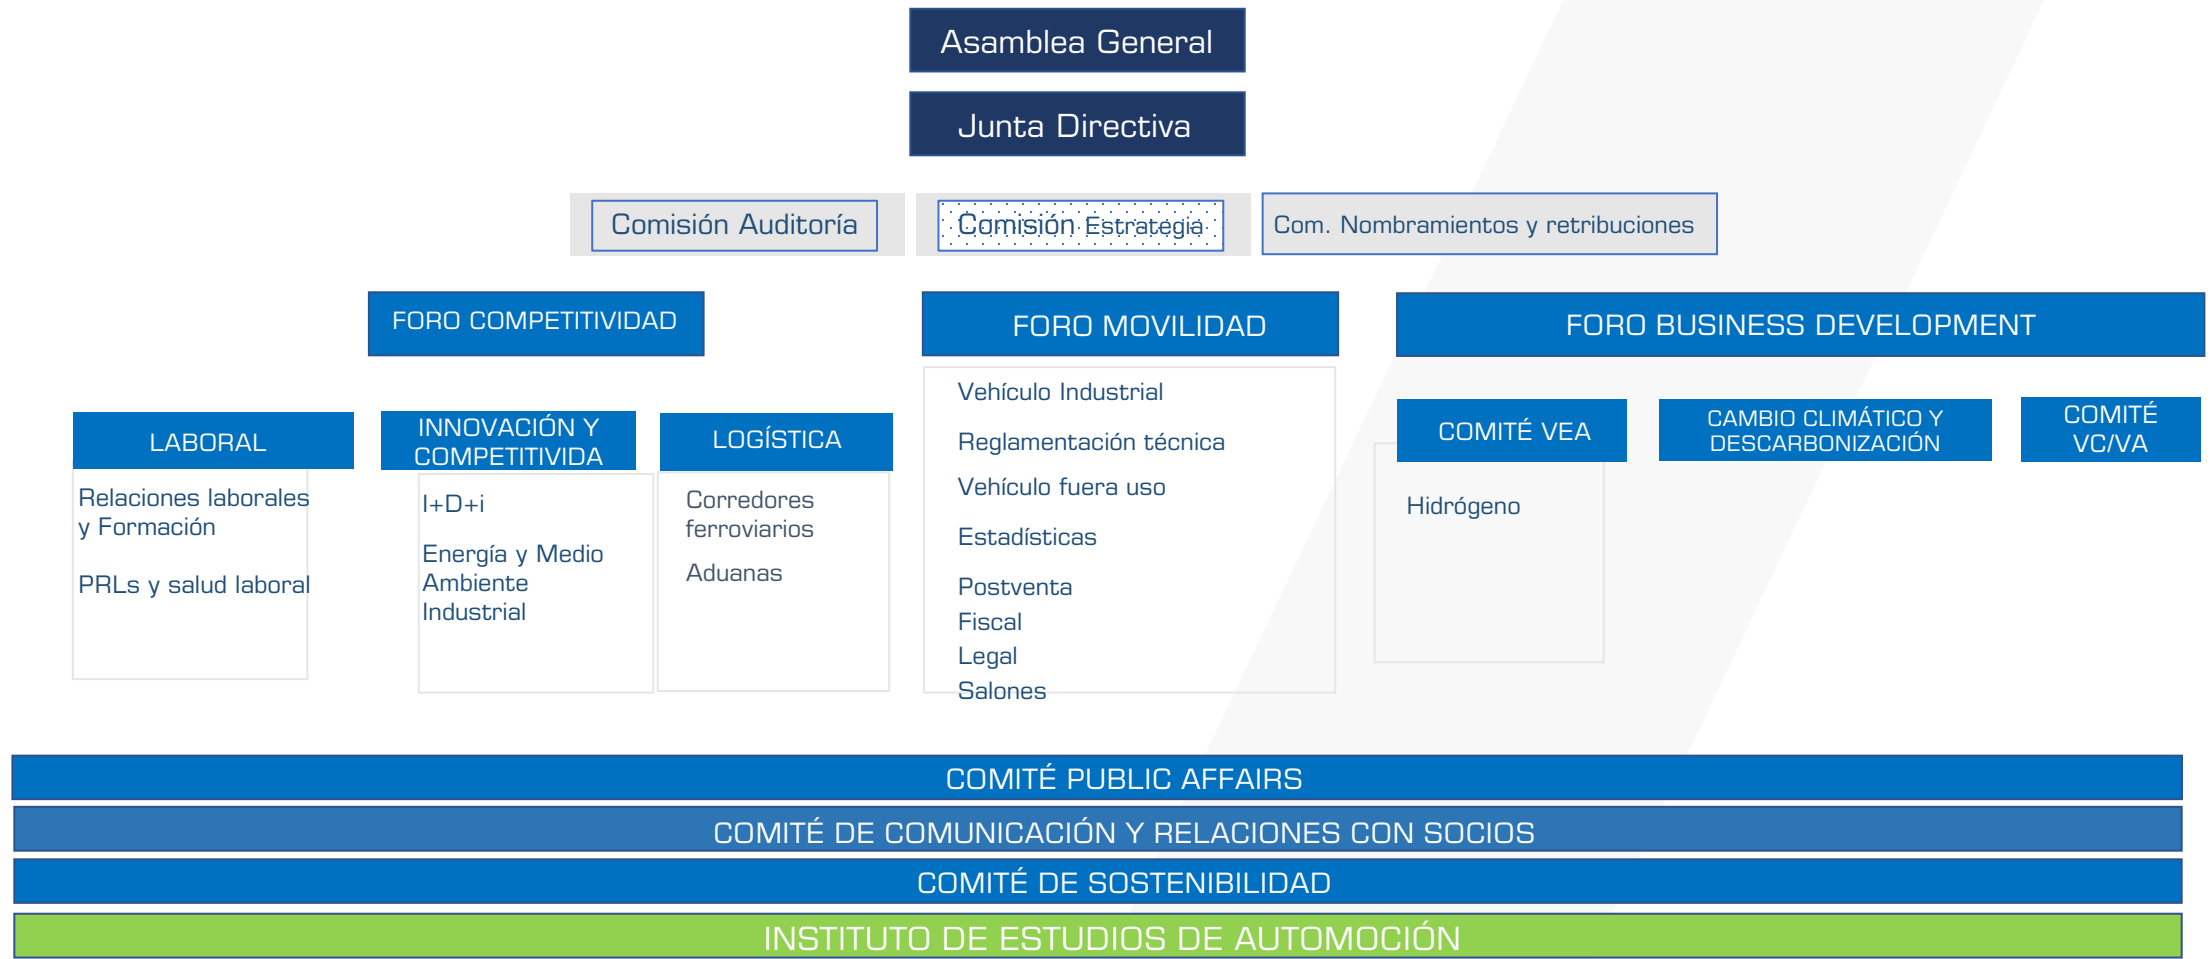 Asamblea General
Junta Directiva
Comisión Auditoría
Comisión Estrategia
Com. Nombramientos y retribuciones
FORO COMPETITIVIDAD
FORO MOVILIDAD
FORO BUSINESS DEVELOPMENT
LABORAL
Relaciones laborales
y Formación
PRLs y salud laboral
INNOVACIÓN Y
COMPETITIVIDA
I+D+i
Energía y Medio
Ambiente
Industrial
LOGÍSTICA
Corredores
ferroviarios
Aduanas
Vehículo Industrial
Reglamentación técnica
Vehículo fuera uso
Estadísticas
Postventa
Fiscal
Legal
Salones
COMITÉ VEA
Hidrógeno
CAMBIO CLIMÁTICO Y
DESCARBONIZACIÓN
COMITÉ
VC/VA
COMITÉ PUBLIC AFFAIRS
COMITÉ DE COMUNICACIÓN Y RELACIONES CON SOCIOS
COMITÉ DE SOSTENIBILIDAD
INSTITUTO DE ESTUDIOS DE AUTOMOCIÓN